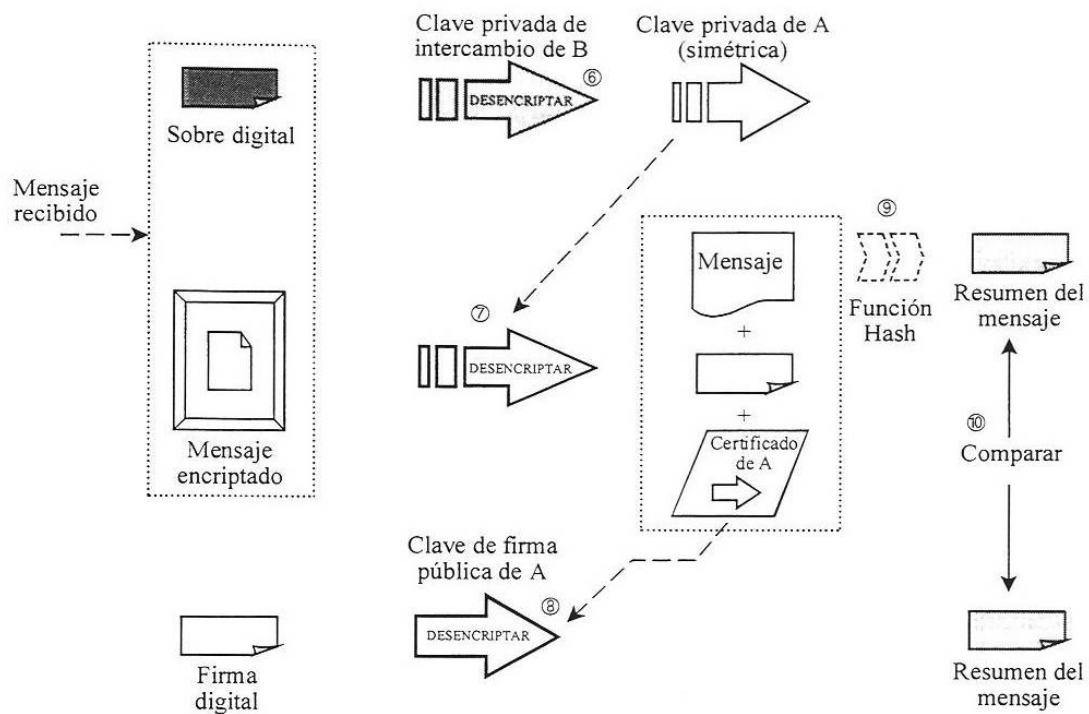 Clave privada de
intercambio de B
Clave privada de A
(simétrica)
⑥
DESENCRIPTAR
Sobre digital
Mensaje
recibido
⑨
Mensaje
Función
Hash
Resumen del
mensaje
⑦
DESENCRIPTAR
+
+
Mensaje
encriptado
Certificado
de A
⑩
Comparar
Clave de firma
pública de A
⑧
DESENCRIPTAR
Firma
digital
Resumen del
mensaje